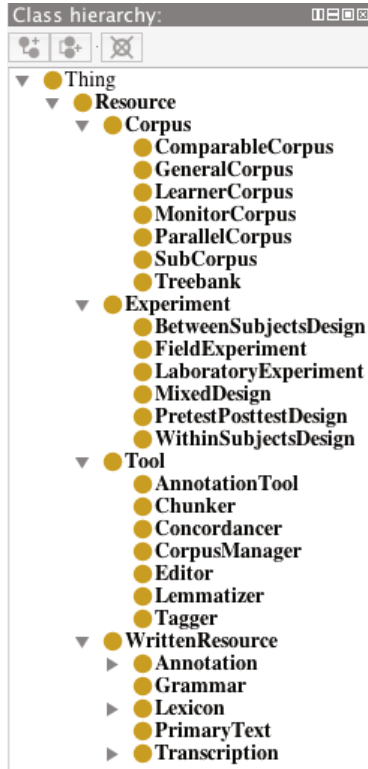 Class hierarchy:
Thing
Resource
Corpus
ComparableCorpus
GeneralCorpus
LearnerCorpus
MonitorCorpus
ParallelCorpus
SubCorpus
Treebank
Experiment
BetweenSubjectsDesign
FieldExperiment
LaboratoryExperiment
MixedDesign
PretestPosttestDesign
WithinSubjectsDesign
Tool
AnnotationTool
Chunker
Concordancer
CorpusManager
Editor
Lemmatizer
Tagger
WrittenResource
Annotation
Grammar
Lexicon
PrimaryText
Transcription